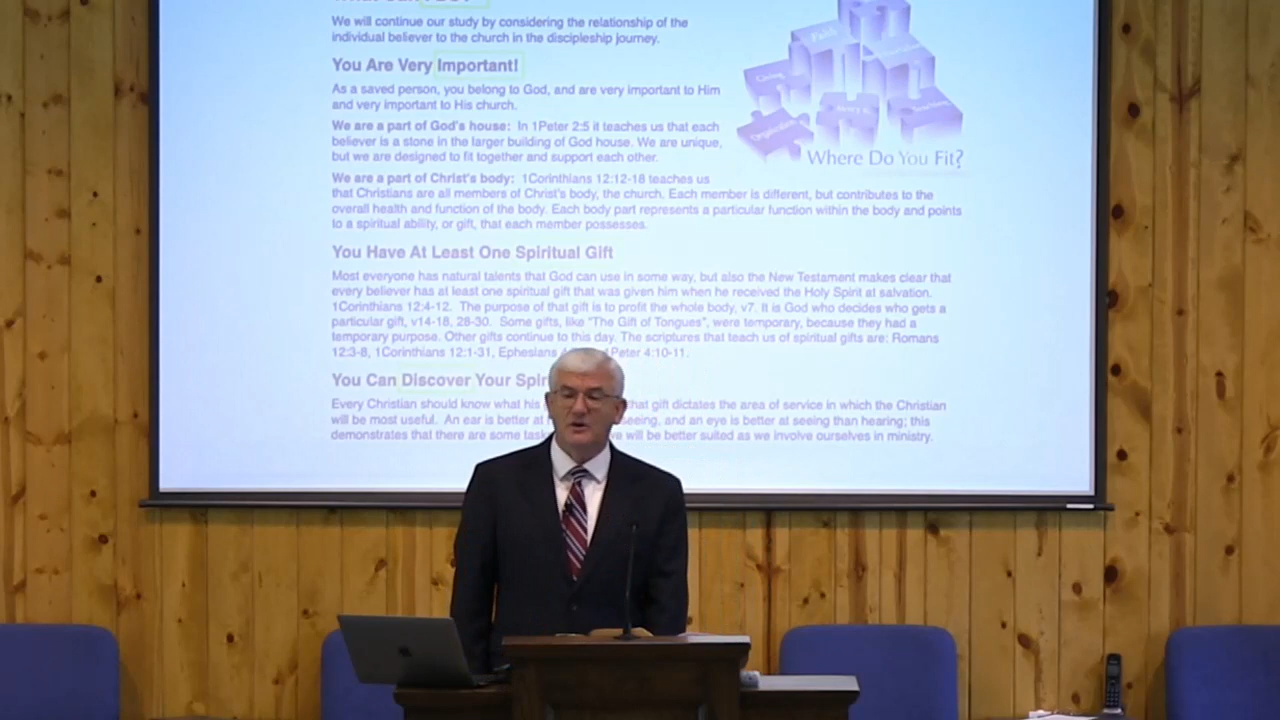 We will continue our study by considering the relationship of the
individual believer to the church in the discipleship journey.
You Are Very Important!
As a saved person, you belong to God, and are very important to Him
and very important to His church.
We are a part of God's house: In 1Peter 2:5 it teaches us that each
believer is a stone in the larger building of God house. We are unique,
but we are designed to fit together and support each other.
We are a part of Christ's body: 1Corinthians 12:12-18 teaches us
that Christians are all members of Christ's body, the church. Each member is different, but contributes to the
overall health and function of the body. Each body part represents a particular function within the body and points
to a spiritual ability, or gift, that each member possesses.
You Have At Least One Spiritual Gift
Most everyone has natural talents that God can use in some way, but also the New Testament makes clear that
every believer has at least one spiritual gift that was given him when he received the Holy Spirit at salvation.
1Corinthians 12:4-12. The purpose of that gift is to profit the whole body, v7. It is God who decides who gets a
particular gift, v14-18, 28-30. Some gifts, like "The Gift of Tongues", were temporary, because they had a
temporary purpose. Other gifts continue to this day. The scriptures that teach us of spiritual gifts are: Romans
12:3-8, 1Corinthians 12:1-31, Ephesians Peter 4:10-11.
You Can Discover Your
Every Christian should know what his that gift dictates the area of service in which the Christian
will be most useful. An ear is better at seeing, and an eye is better at seeing than hearing; this
demonstrates that there are some will be better suited as we involve ourselves in ministry.
Faith
Giving
Teaching
Organization
Where Do You Fit?